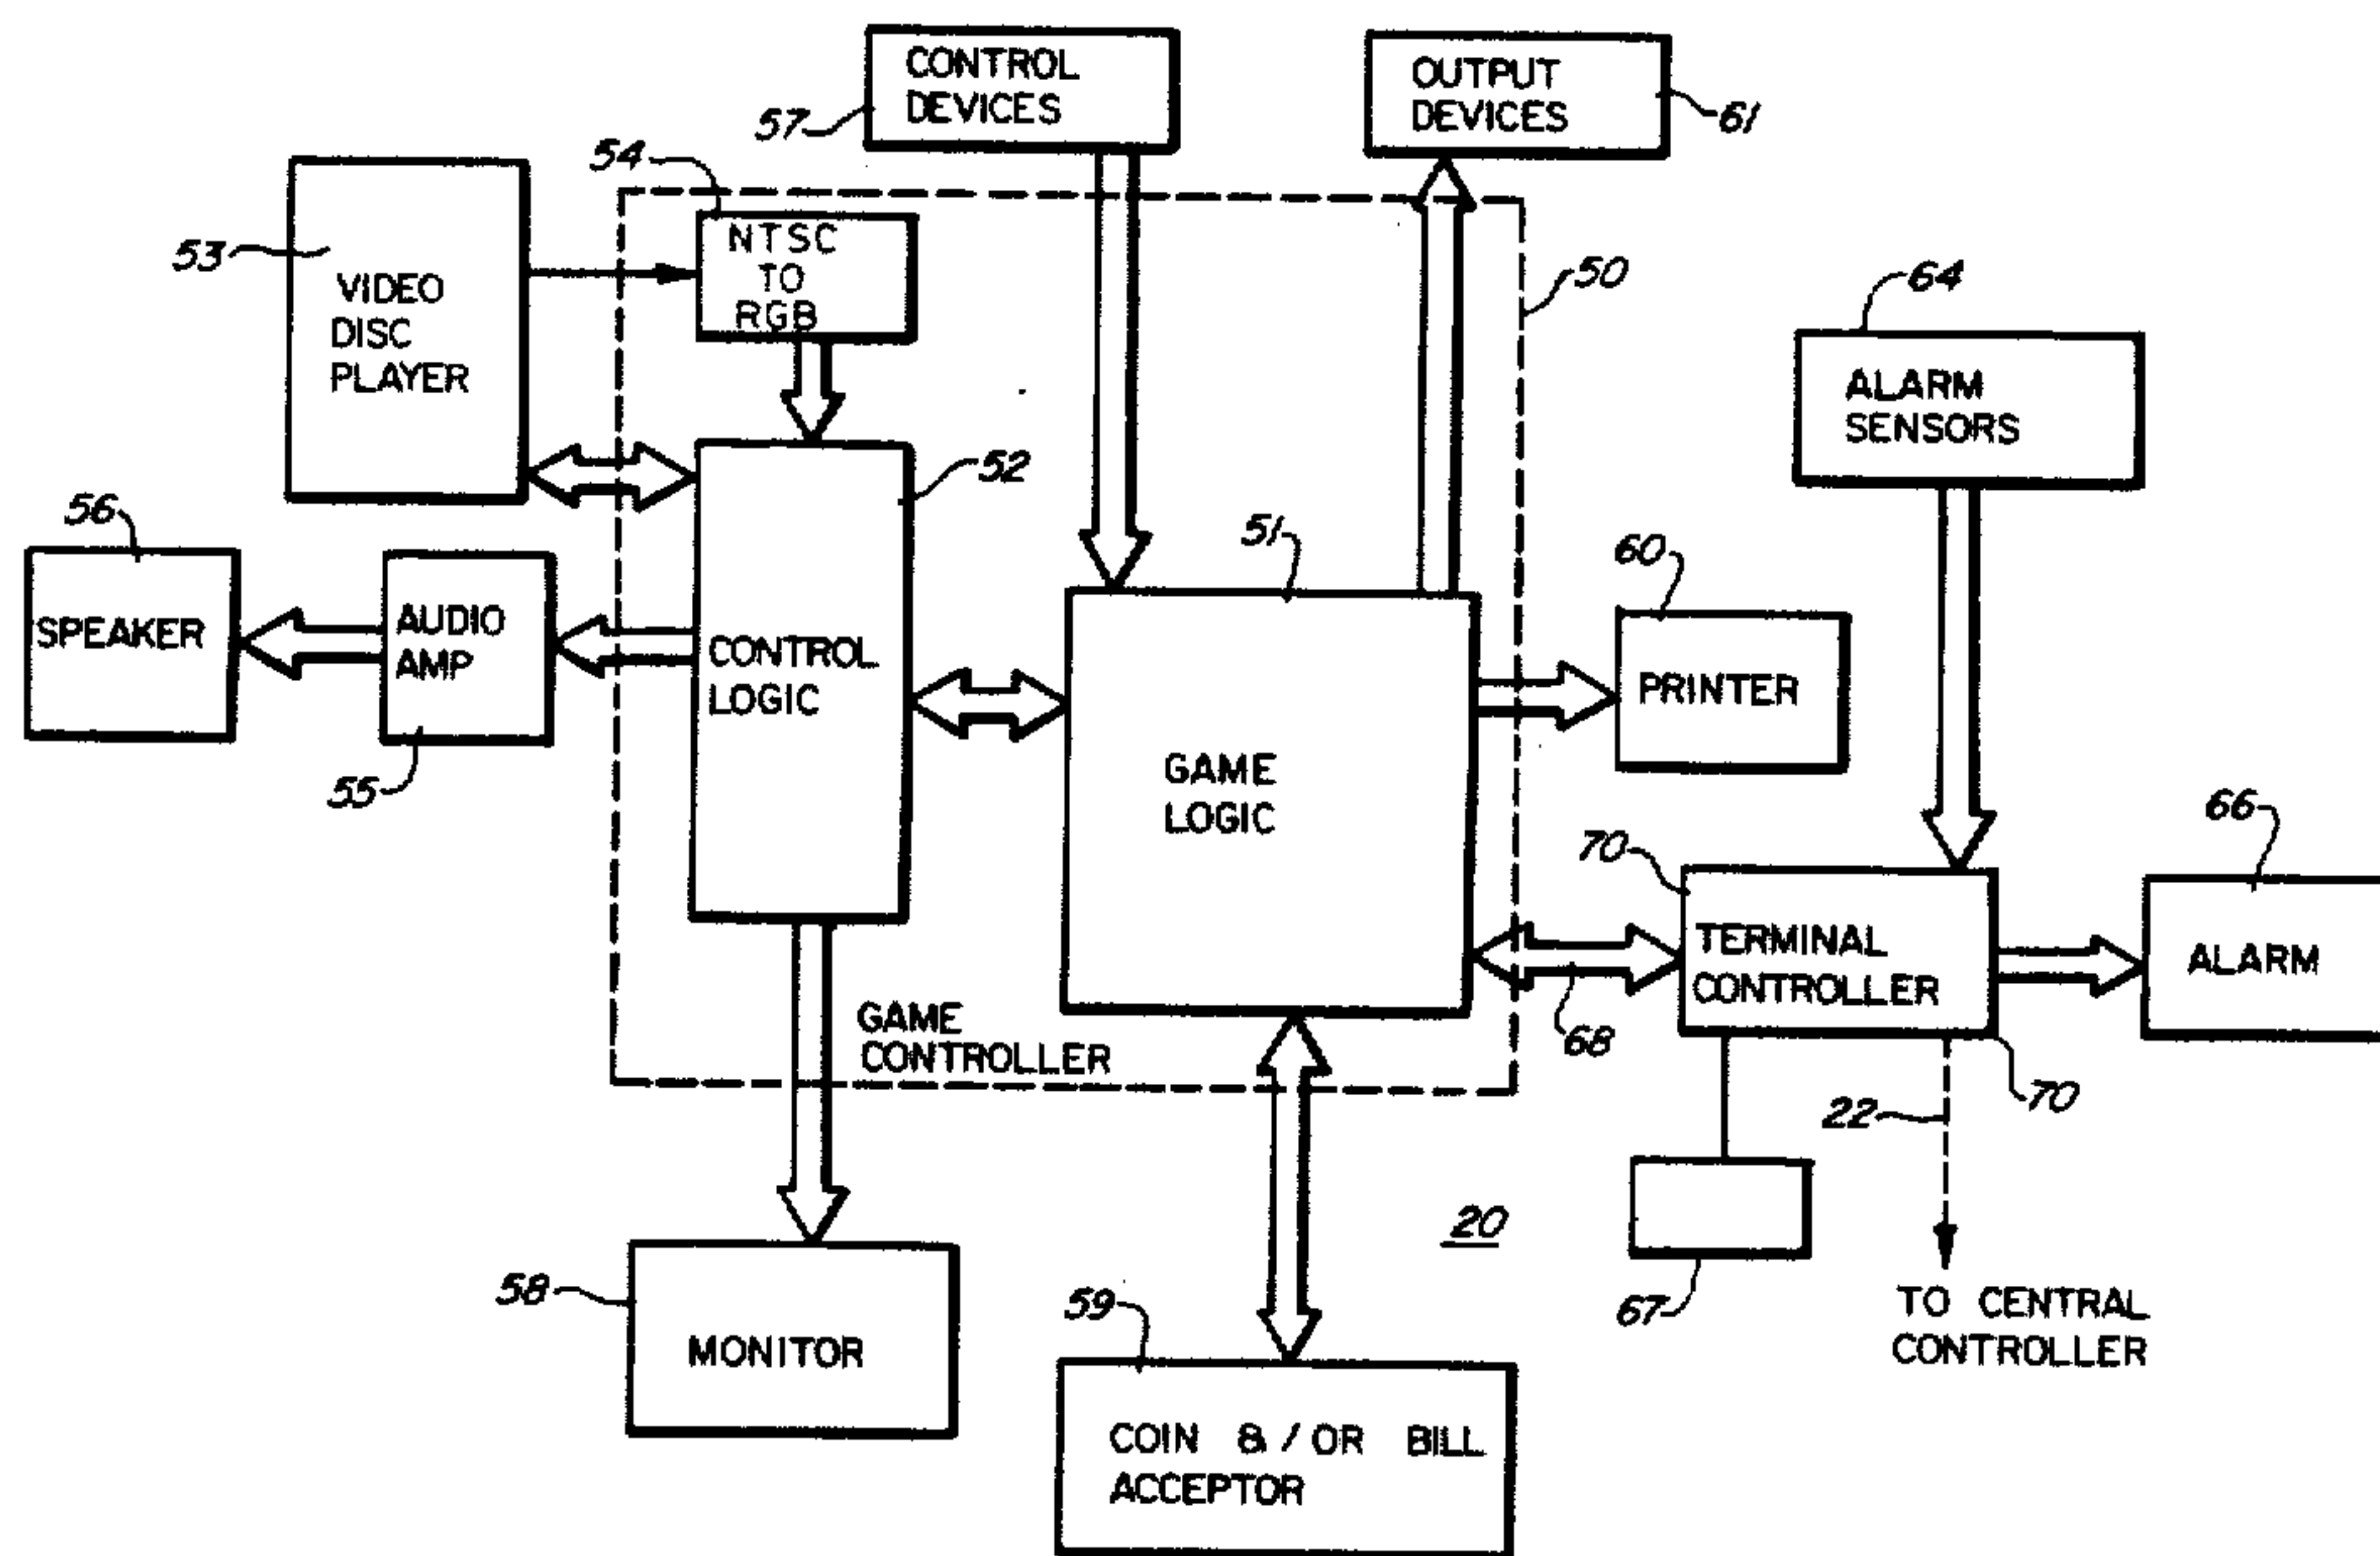 CONTROL
DEVICES
57
OUTPUT
DEVICES
61
54
NTSC
TO
RGB
53
VIDEO
DISC
PLAYER
50
64
ALARM
SENSORS
52
56
SPEAKER
AUDIO
AMP
55
CONTROL
LOGIC
51
GAME
LOGIC
60
PRINTER
70
TERMINAL
CONTROLLER
66
ALARM
68
GAME
CONTROLLER
70
22
20
67
TO CENTRAL
CONTROLLER
58
MONITOR
59
COIN & / OR BILL
ACCEPTOR